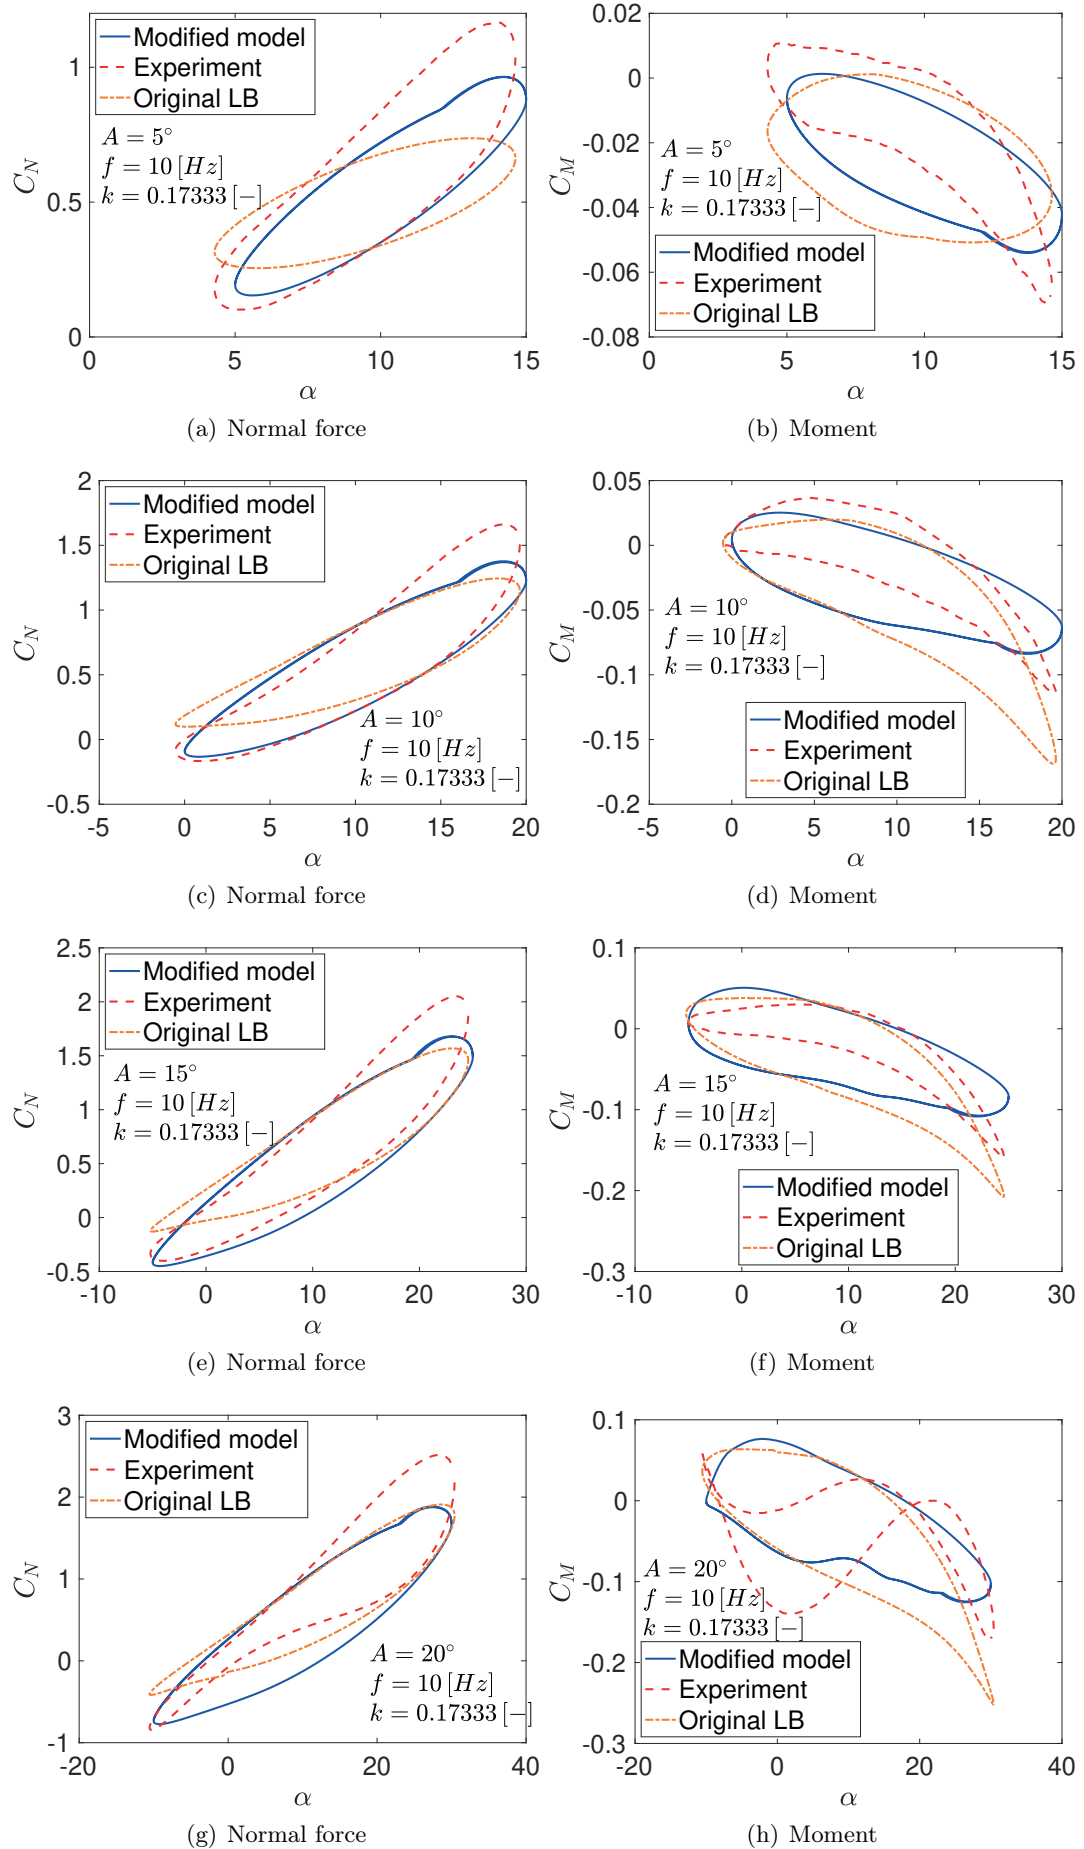 1
0.5
0
0
5
10
15
C_N
α
Modified model
Experiment
Original LB
A = 5°
f = 10 [Hz]
k = 0.17333 [−]
(a) Normal force
0.02
0
-0.02
-0.04
-0.06
-0.08
0
5
10
15
C_M
α
A = 5°
f = 10 [Hz]
k = 0.17333 [−]
Modified model
Experiment
Original LB
(b) Moment
2
1.5
1
0.5
0
-0.5
-5
0
5
10
15
20
C_N
α
Modified model
Experiment
Original LB
A = 10°
f = 10 [Hz]
k = 0.17333 [−]
(c) Normal force
0.05
0
-0.05
-0.1
-0.15
-0.2
-5
0
5
10
15
20
C_M
α
A = 10°
f = 10 [Hz]
k = 0.17333 [−]
Modified model
Experiment
Original LB
(d) Moment
2.5
2
1.5
1
0.5
0
-0.5
-10
0
10
20
30
C_N
α
Modified model
Experiment
Original LB
A = 15°
f = 10 [Hz]
k = 0.17333 [−]
(e) Normal force
0.1
0
-0.1
-0.2
-0.3
-10
0
10
20
30
C_M
α
A = 15°
f = 10 [Hz]
k = 0.17333 [−]
Modified model
Experiment
Original LB
(f) Moment
3
2
1
0
-1
-20
0
20
40
C_N
α
Modified model
Experiment
Original LB
A = 20°
f = 10 [Hz]
k = 0.17333 [−]
(g) Normal force
0.1
0
-0.1
-0.2
-0.3
-20
0
20
40
C_M
α
A = 20°
f = 10 [Hz]
k = 0.17333 [−]
Modified model
Experiment
Original LB
(h) Moment